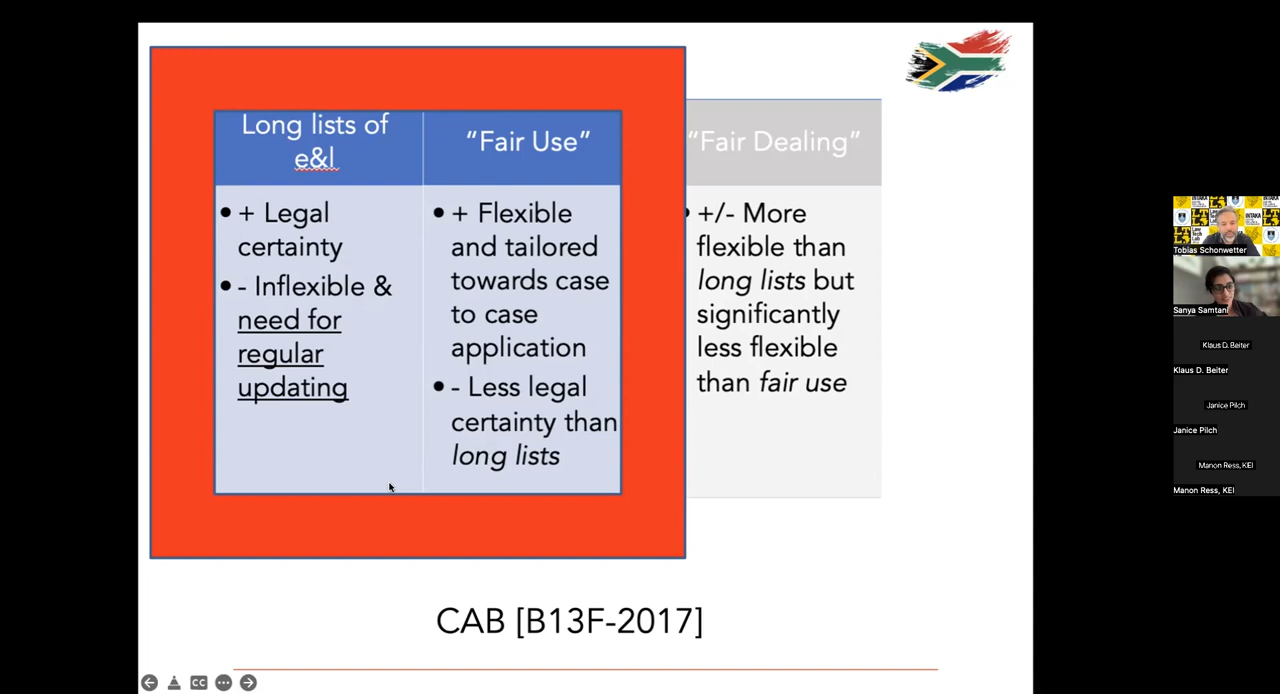 Long lists of
e&l
"Fair Use"
"Fair Dealing"
• + Legal
certainty
• - Inflexible &
need for
regular
updating
• + Flexible
and tailored
towards case
to case
application
• - Less legal
certainty than
long lists
+/- More
flexible than
long lists but
significantly
less flexible
than fair use
CAB [B13F-2017]
CC
Tobias Schonwetter
Sanya Samtani
Klaus D. Beiter
Klaus D. Beiter
Janice Pilch
Janice Pilch
Manon Ress, KEI
Manon Ress, KEI